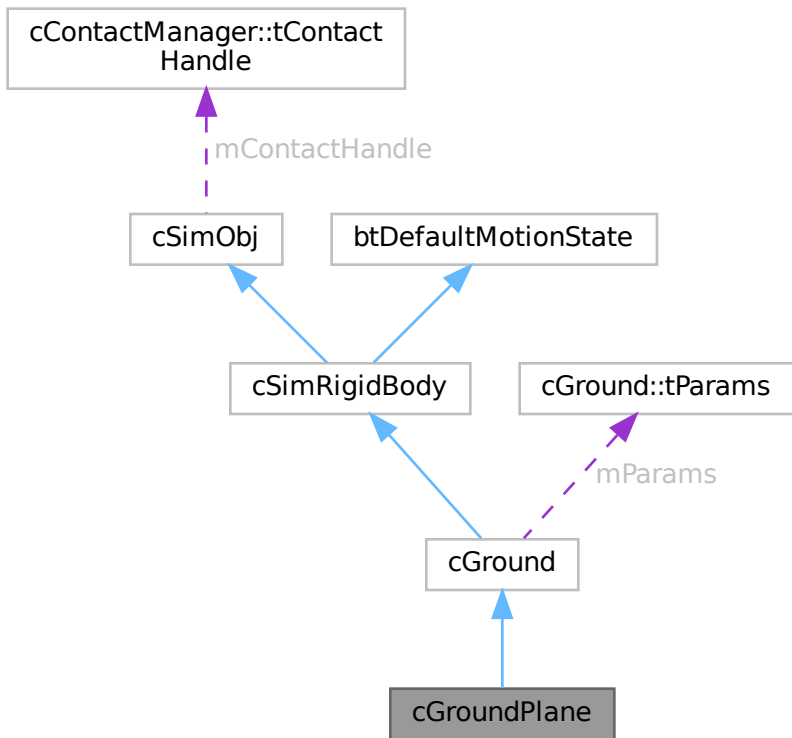 cContactManager::tContact
Handle
mContactHandle
cSimObj
btDefaultMotionState
cSimRigidBody
cGround::tParams
mParams
cGround
cGroundPlane